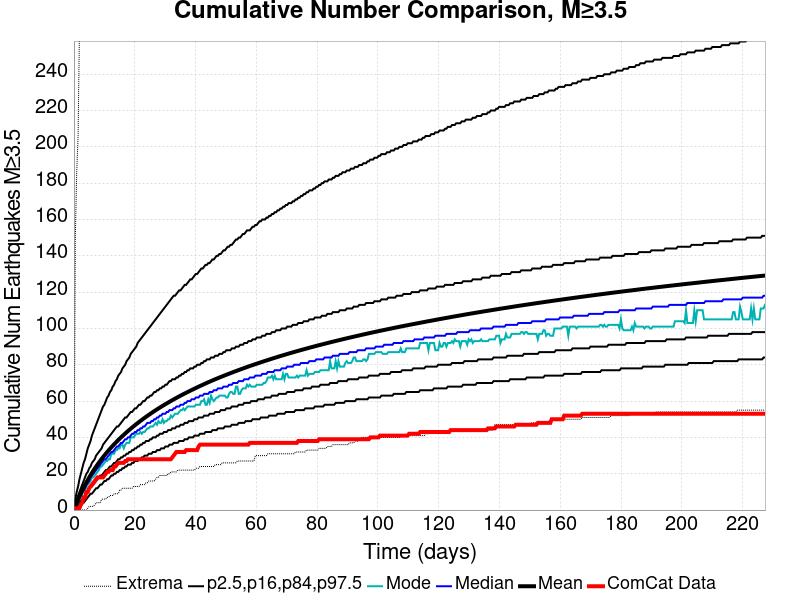 Cumulative Number Comparison, M≥3.5
Cumulative Num Earthquakes M≥3.5
240
220
200
180
160
140
120
100
80
60
40
20
0
0 20 40 60 80 100 120 140 160 180 200 220
Time (days)
Extrema p2.5,p16,p84,p97.5 Mode Median Mean ComCat Data